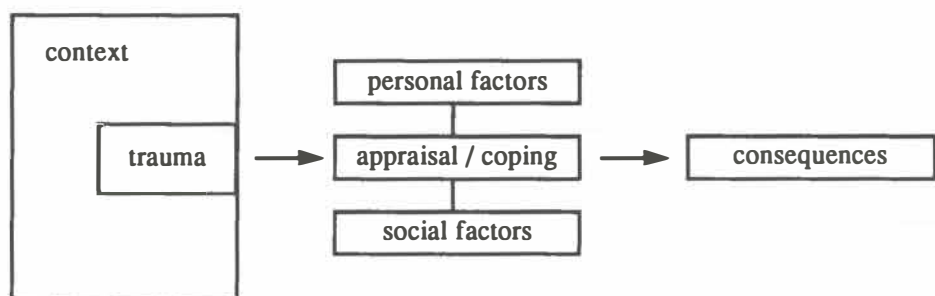 context
trauma
personal factors
appraisal / coping
social factors
consequences